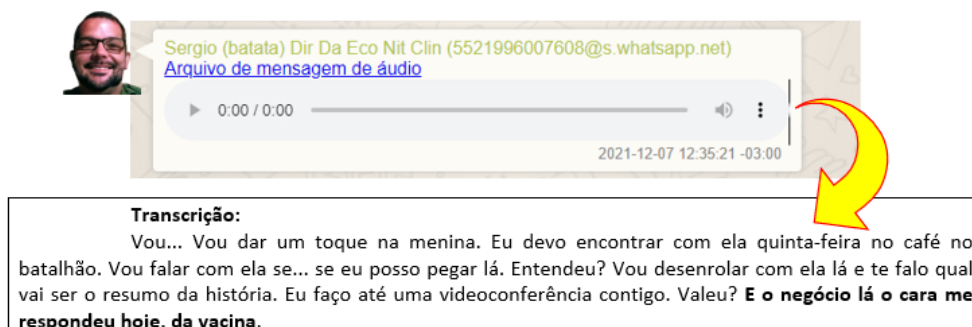 Sergio (batata) Dir Da Eco Nit Clin (5521996007608@s.whatsapp.net)
Arquivo de mensagem de áudio
0:00 / 0:00
2021-12-07 12:35:21 -03:00
Transcrição:
Vou... Vou dar um toque na menina. Eu devo encontrar com ela quinta-feira no café no
batalhão. Vou falar com ela se... se eu posso pegar lá. Entendeu? Vou desenrolar com ela lá e te falo qual
vai ser o resumo da história. Eu faço até uma videoconferência contigo. Valeu? E o negócio lá o cara me
respondeu hoje, da vacina.